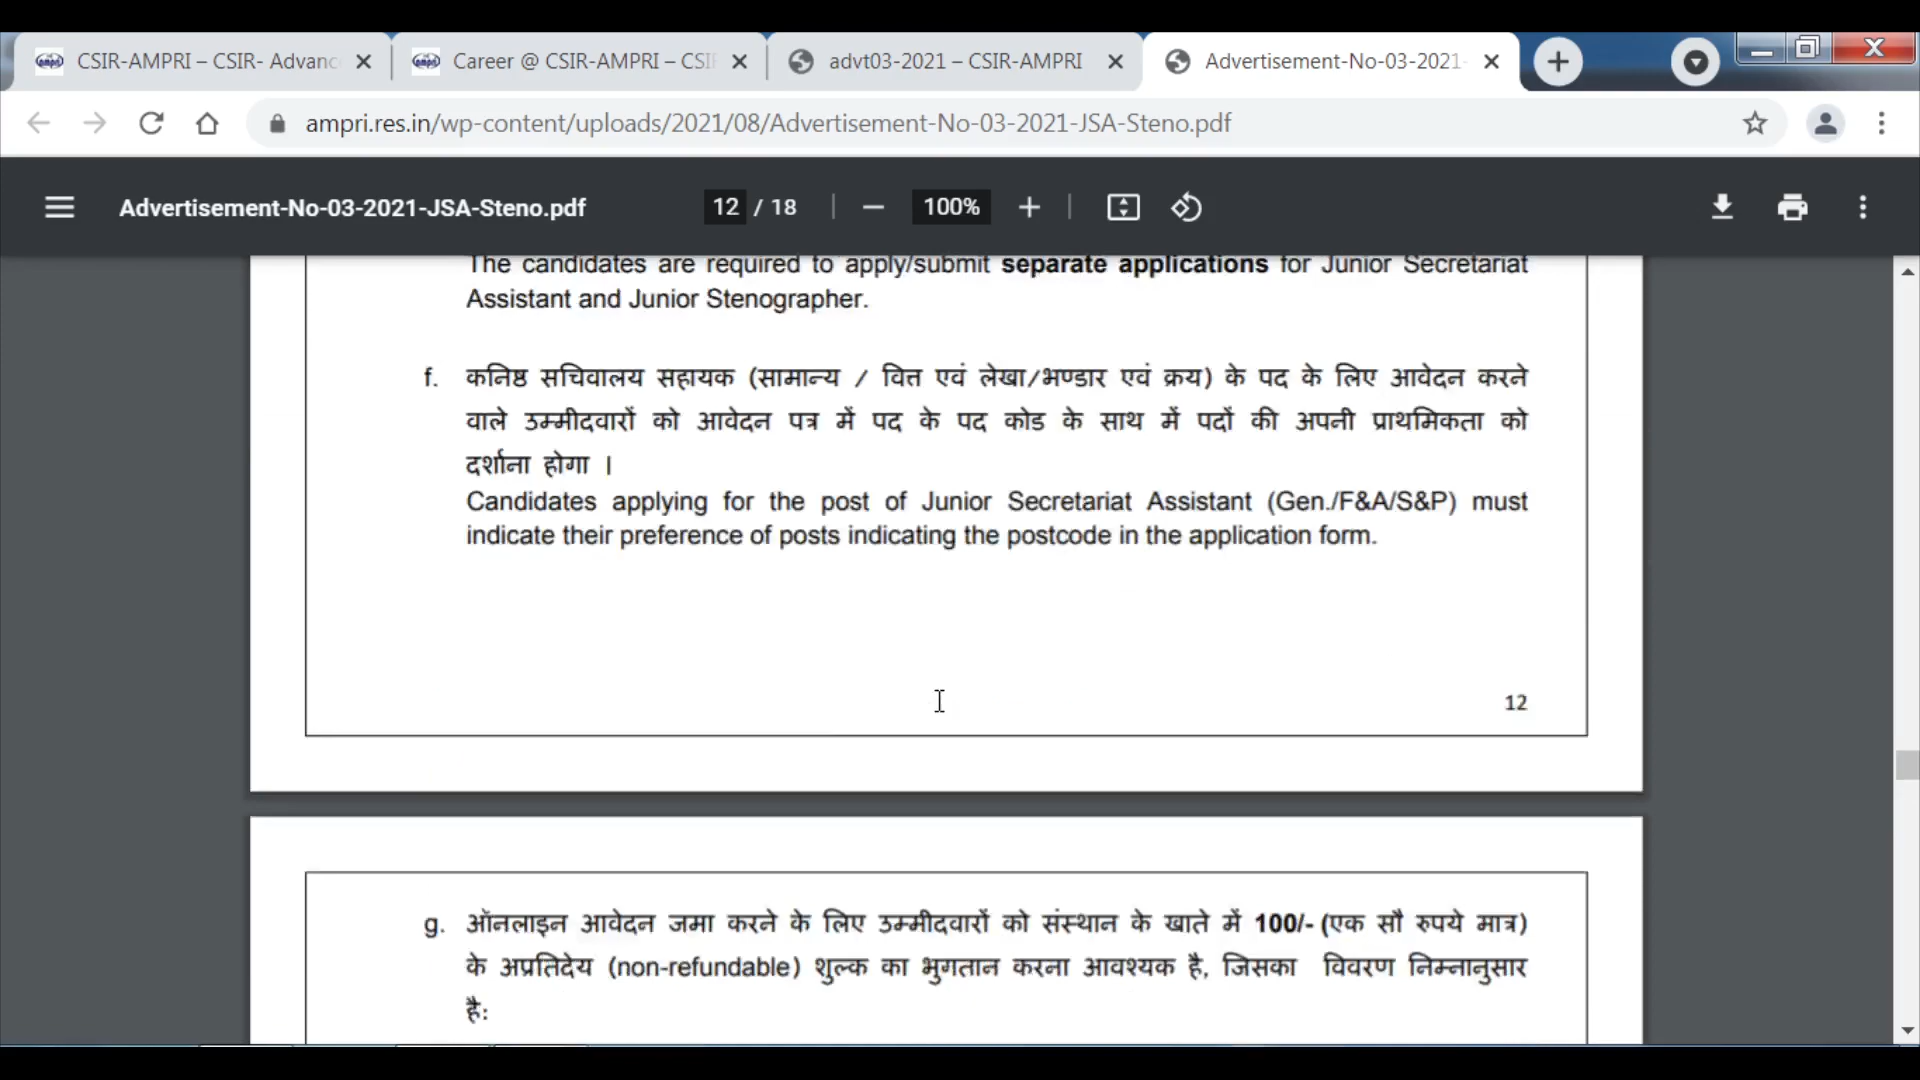 CSIR-AMPRI – CSIR- Advanc
Career @ CSIR-AMPRI – CSI
advt03-2021 – CSIR-AMPRI
Advertisement-No-03-2021-
ampri.res.in/wp-content/uploads/2021/08/Advertisement-No-03-2021-JSA-Steno.pdf
Advertisement-No-03-2021-JSA-Steno.pdf
12 / 18
100%
The candidates are required to apply/submit separate applications for Junior Secretariat
Assistant and Junior Stenographer.
f. कनिष्ठ सचिवालय सहायक (सामान्य / वित्त एवं लेखा/भण्डार एवं क्रय) के पद के लिए आवेदन करने
वाले उम्मीदवारों को आवेदन पत्र में पद के पद कोड के साथ में पदों की अपनी प्राथमिकता को
दर्शाना होगा ।
Candidates applying for the post of Junior Secretariat Assistant (Gen./F&A/S&P) must
indicate their preference of posts indicating the postcode in the application form.
12
g. ऑनलाइन आवेदन जमा करने के लिए उम्मीदवारों को संस्थान के खाते में 100/- (एक सौ रुपये मात्र)
के अप्रतिदेय (non-refundable) शुल्क का भुगतान करना आवश्यक है, जिसका विवरण निम्नानुसार
है: